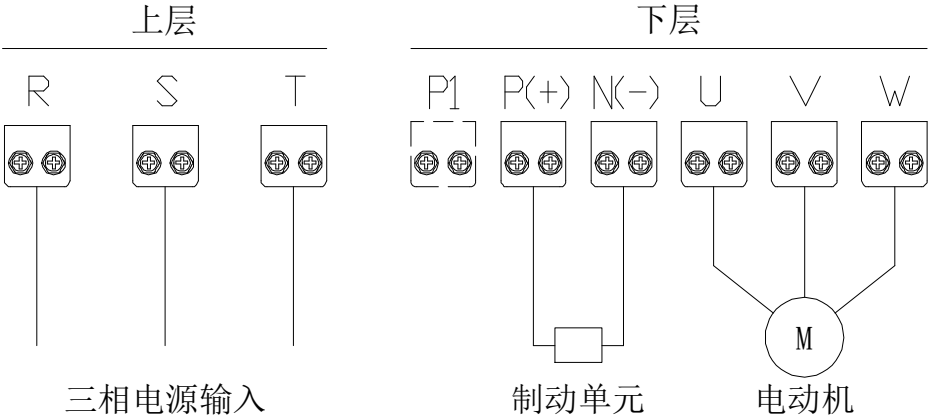 上层 下层
R S T P1 P(+) N(-) U V W
M
三相电源输入 制动单元 电动机